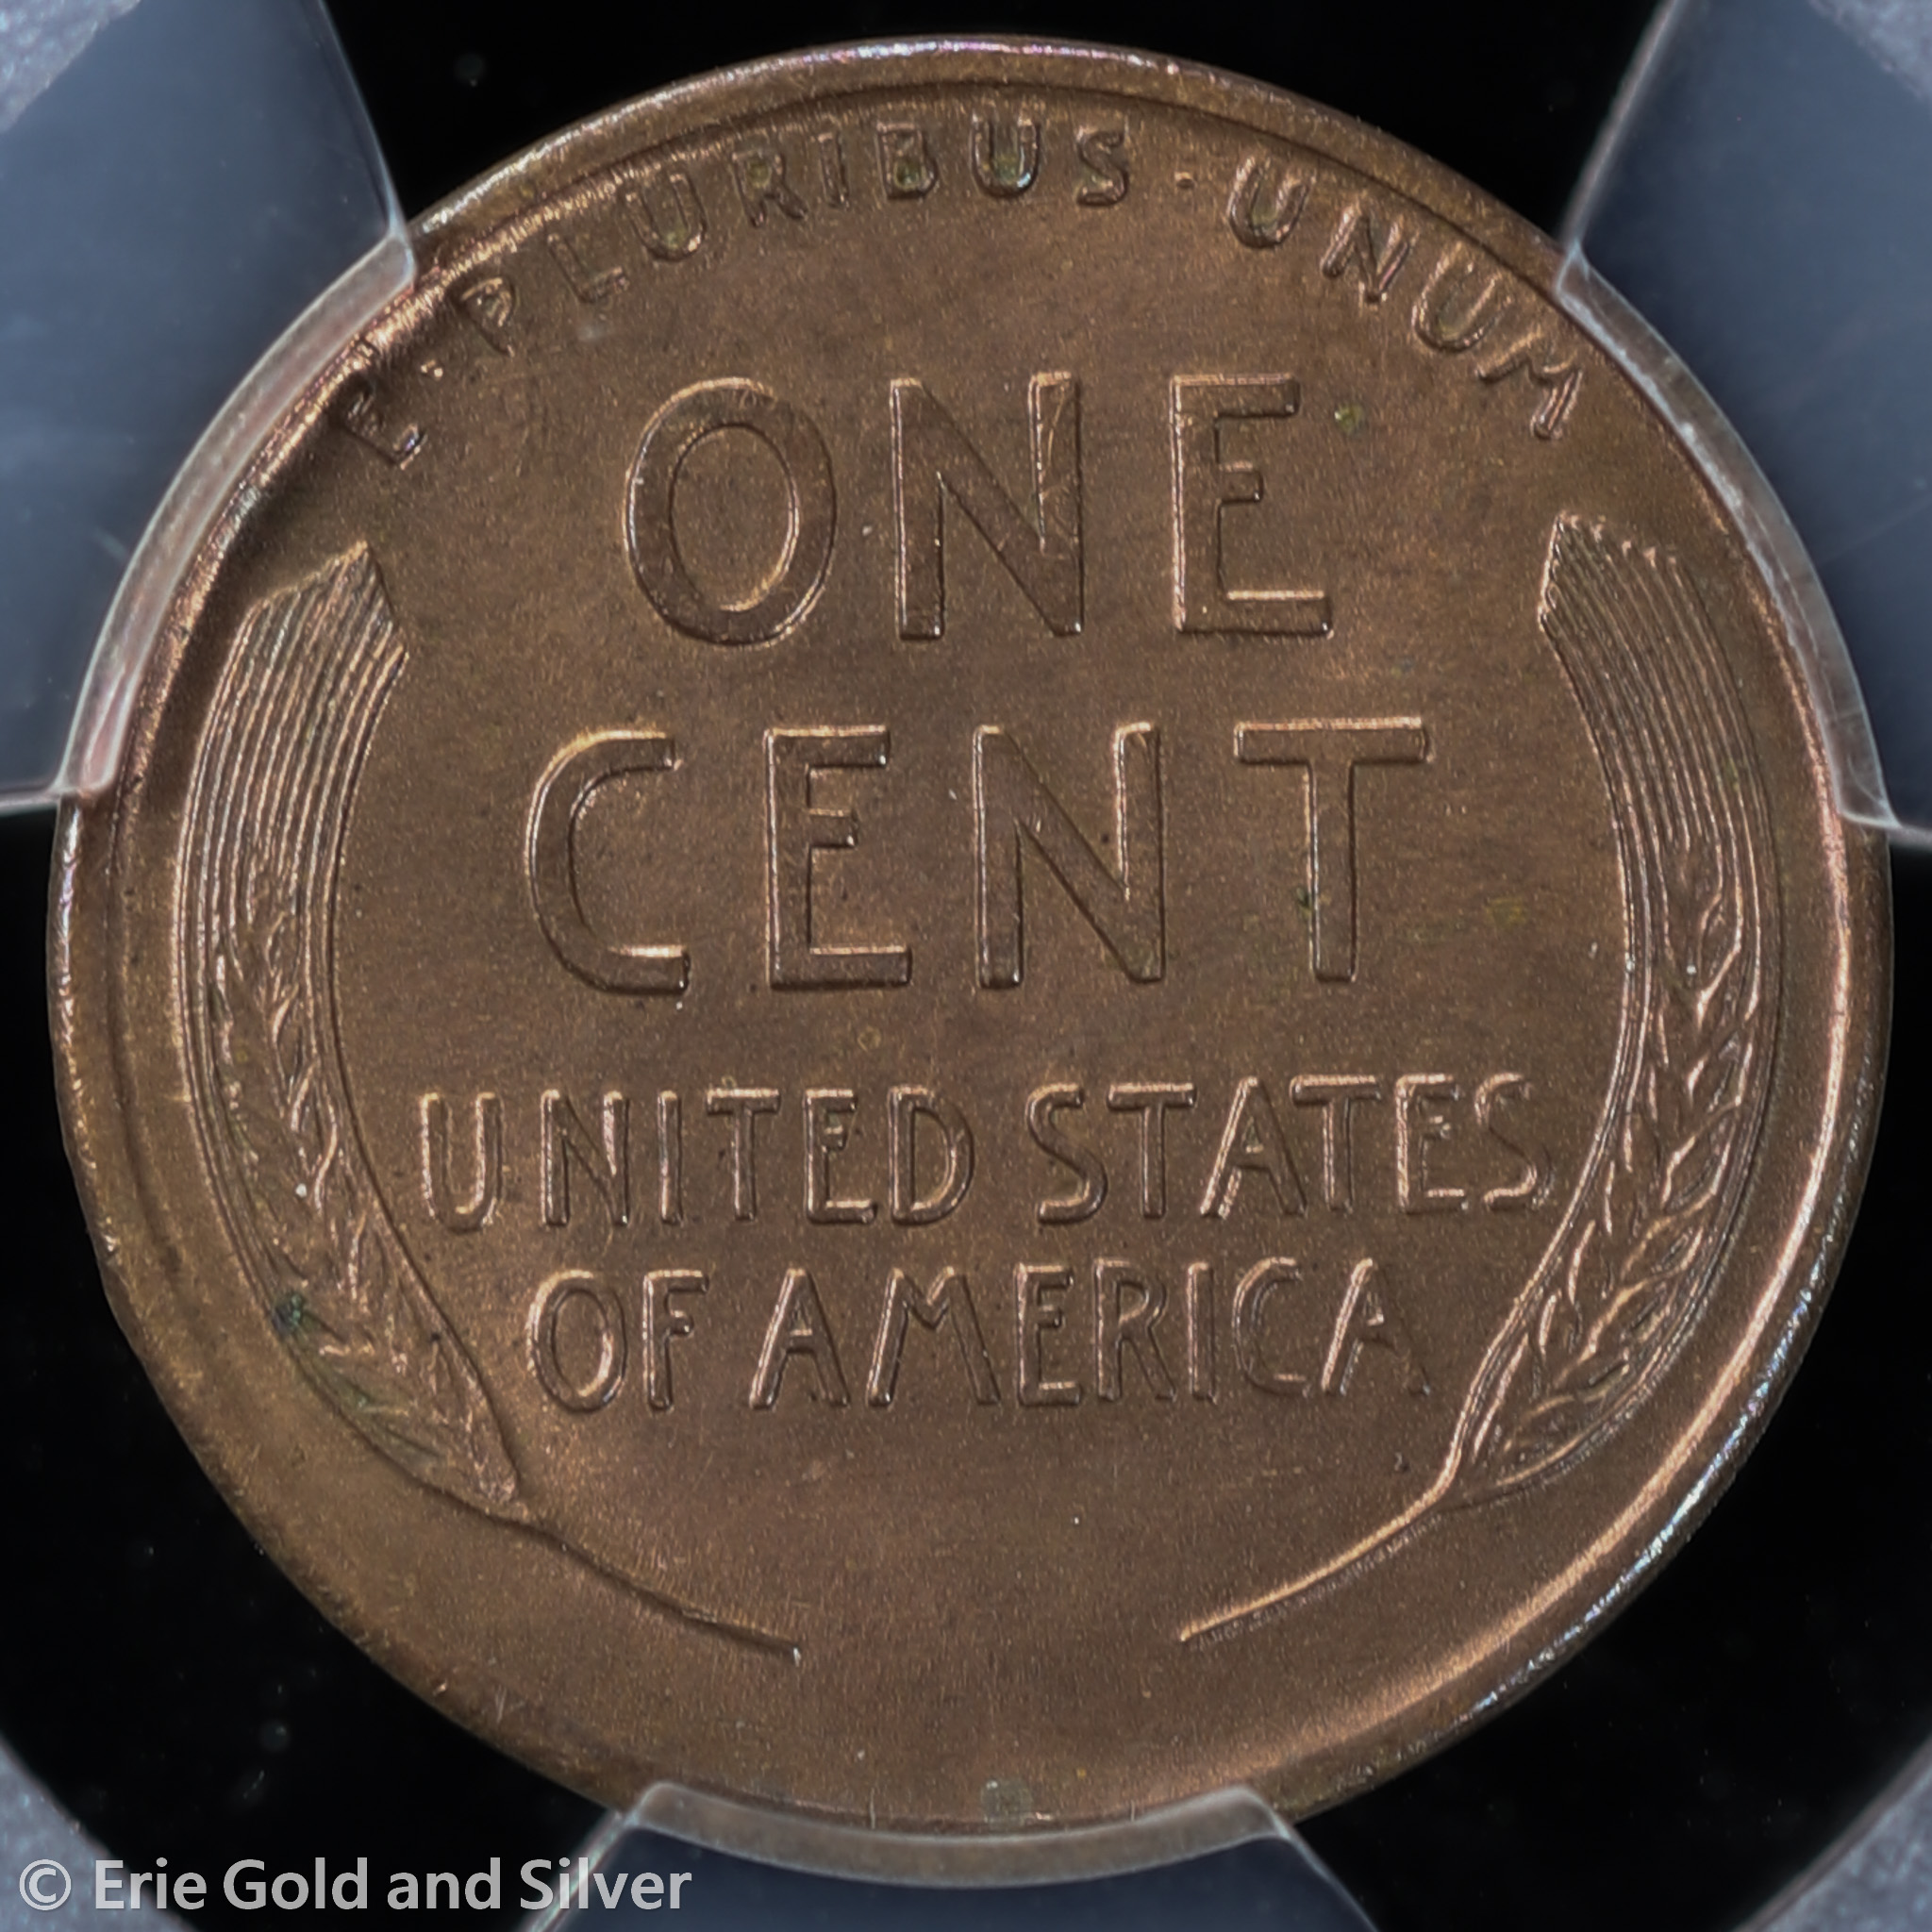 E·PLURIBUS·UNUM
ONE
CENT
UNITED STATES
OF AMERICA
© Erie Gold and Silver